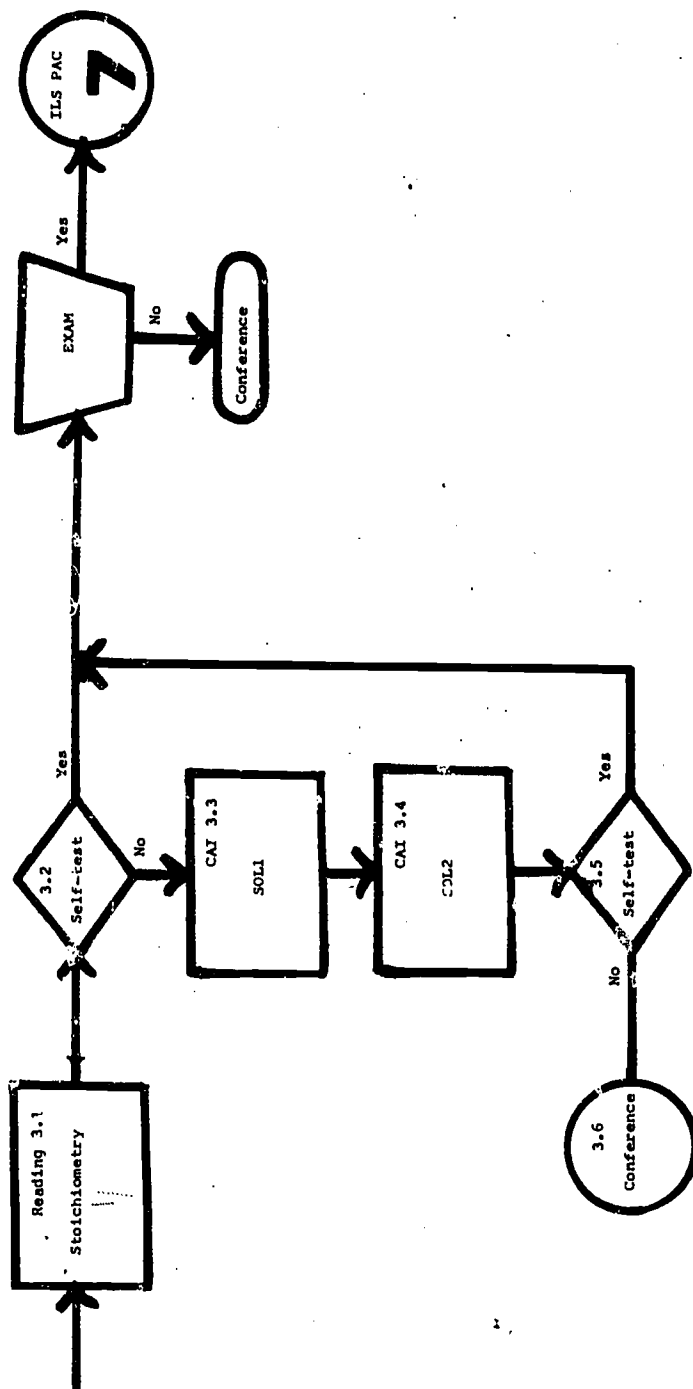 Reading 3.1
Stoichiometry
3.2
Self-test
Yes
No
CAI 3.3
SOL1
CAI 3.4
3.5
Self-test
Yes
No
3.6
Conference
EXAM
Yes
No
Conference
ILS PAC
7